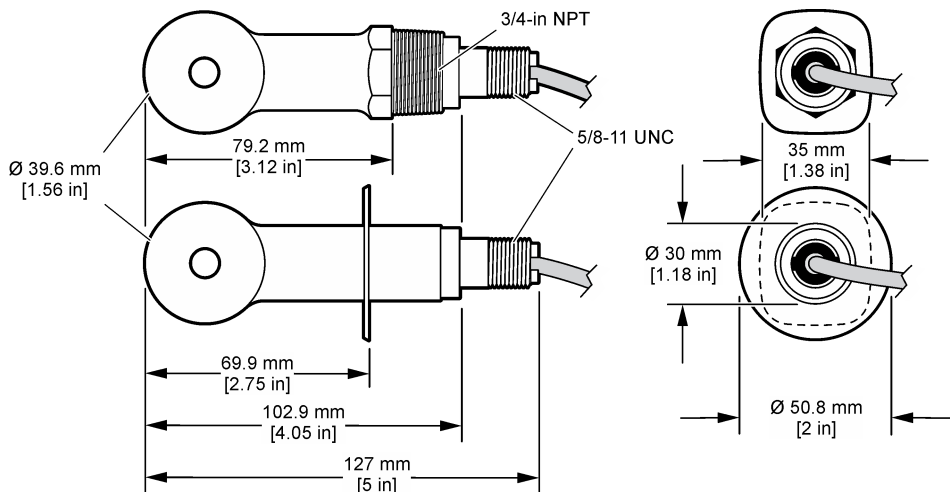 3/4-in NPT
79.2 mm
[3.12 in]
5/8-11 UNC
35 mm
[1.38 in]
Ø 39.6 mm
[1.56 in]
Ø 30 mm
[1.18 in]
69.9 mm
[2.75 in]
102.9 mm
[4.05 in]
Ø 50.8 mm
[2 in]
127 mm
[5 in]